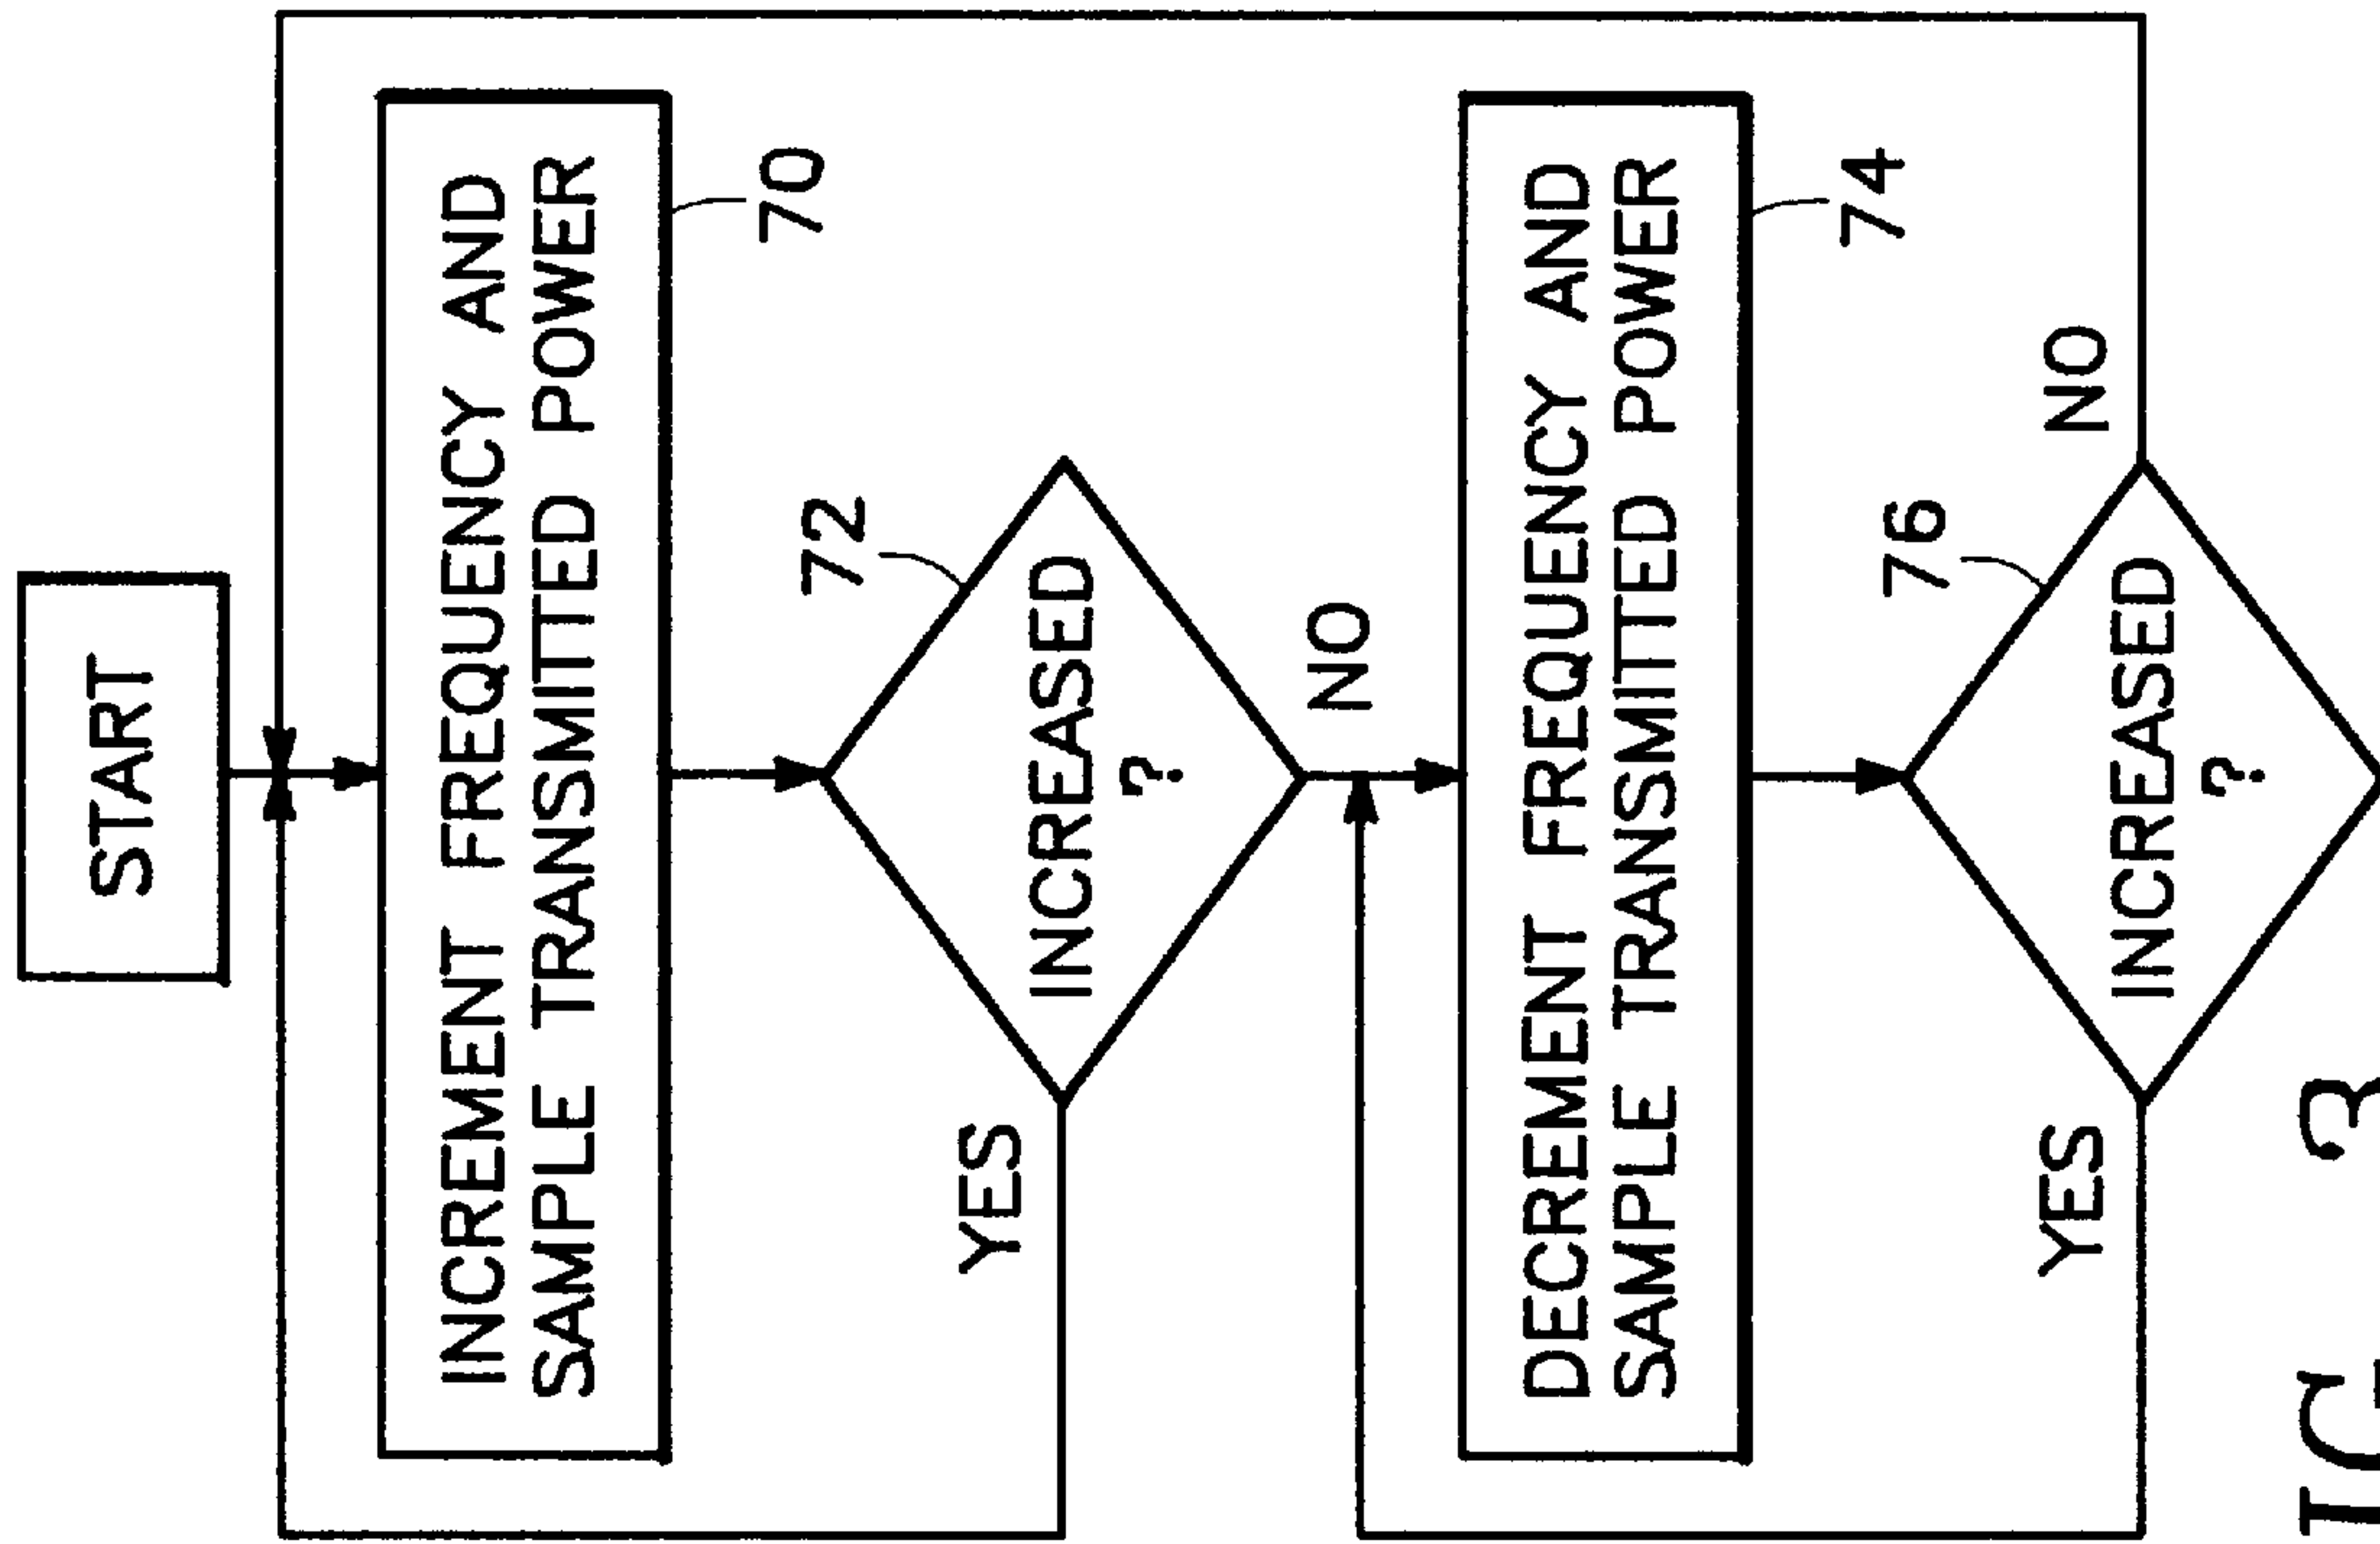 START
INCREMENT FREQUENCY AND
SAMPLE TRANSMITTED POWER
70
72
INCREASED
?
YES
NO
DECREMENT FREQUENCY AND
SAMPLE TRANSMITTED POWER
74
76
INCREASED
?
YES
NO
3